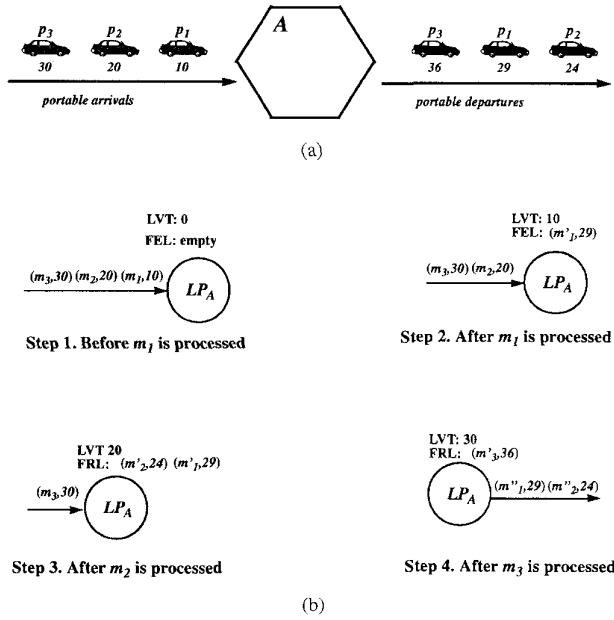 A
p3 p2 p1
30 20 10
portable arrivals
p3 p1 p2
36 29 24
portable departures
(a)
LVT: 0
FEL: empty
(m3,30) (m2,20) (m1,10)
LPA
Step 1. Before m1 is processed
LVT: 10
FEL: (m'1,29)
(m3,30) (m2,20)
LPA
Step 2. After m1 is processed
LVT 20
FRL: (m'2,24) (m'1,29)
(m3,30)
LPA
Step 3. After m2 is processed
LVT: 30
FRL: (m'3,36)
LPA
(m"1,29) (m"2,24)
Step 4. After m3 is processed
(b)